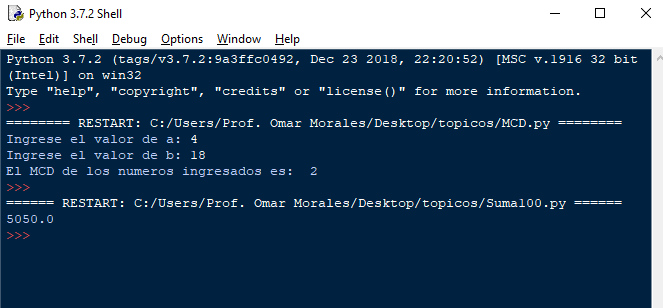 Python 3.7.2 Shell
File Edit Shell Debug Options Window Help
Python 3.7.2 (tags/v3.7.2:9a3ffc0492, Dec 23 2018, 22:20:52) [MSC v.1916 32 bit
(Intel)] on win32
Type "help", "copyright", "credits" or "license()" for more information.
>>>
======== RESTART: C:/Users/Prof. Omar Morales/Desktop/topicos/MCD.py ========
Ingrese el valor de a: 4
Ingrese el valor de b: 18
El MCD de los numeros ingresados es:  2
>>>
====== RESTART: C:/Users/Prof. Omar Morales/Desktop/topicos/Suma100.py ======
5050.0
>>>